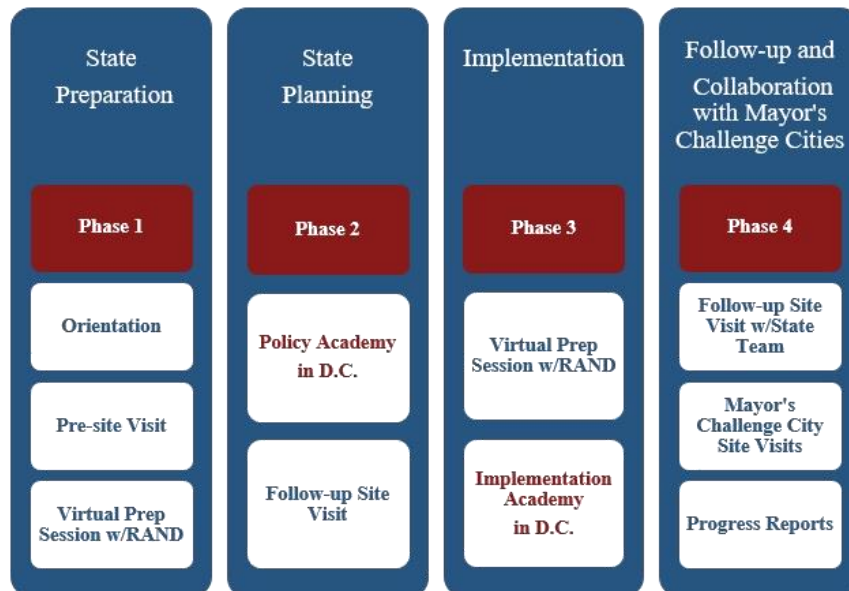 State
Preparation
Phase 1
Orientation
Pre-site Visit
Virtual Prep
Session w/RAND
State
Planning
Phase 2
Policy Academy
in D.C.
Follow-up Site
Visit
Implementation
Phase 3
Virtual Prep
Session w/RAND
Implementation
Academy
in D.C.
Follow-up and
Collaboration
with Mayor's
Challenge Cities
Phase 4
Follow-up Site
Visit w/State
Team
Mayor's
Challenge City
Site Visits
Progress Reports